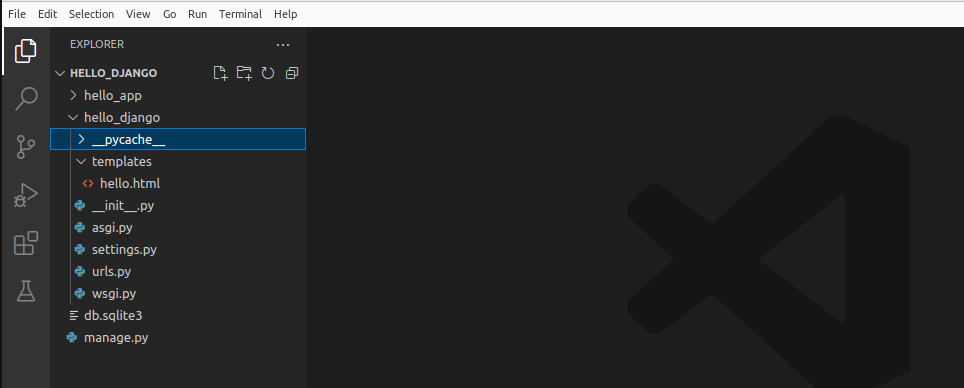 File Edit Selection View Go Run Terminal Help
EXPLORER ...
HELLO_DJANGO
hello_app
hello_django
__pycache__
templates
<> hello.html
__init__.py
asgi.py
settings.py
urls.py
wsgi.py
db.sqlite3
manage.py